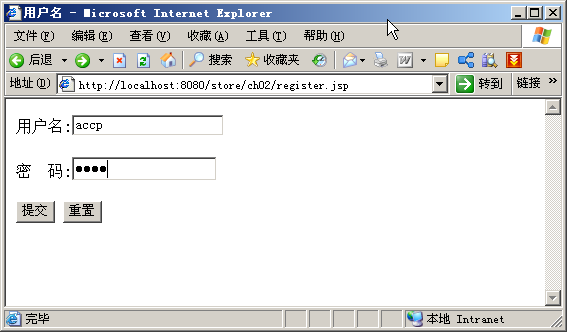 用户名 - Microsoft Internet Explorer
文件(F) 编辑(E) 查看(V) 收藏(A) 工具(T) 帮助(H)
后退 搜索 收藏夹
地址(D) http://localhost:8080/store/ch02/register.jsp 转到 链接 »
用户名:accp
密 码:●●●●
提交 重置
完毕 本地 Intranet